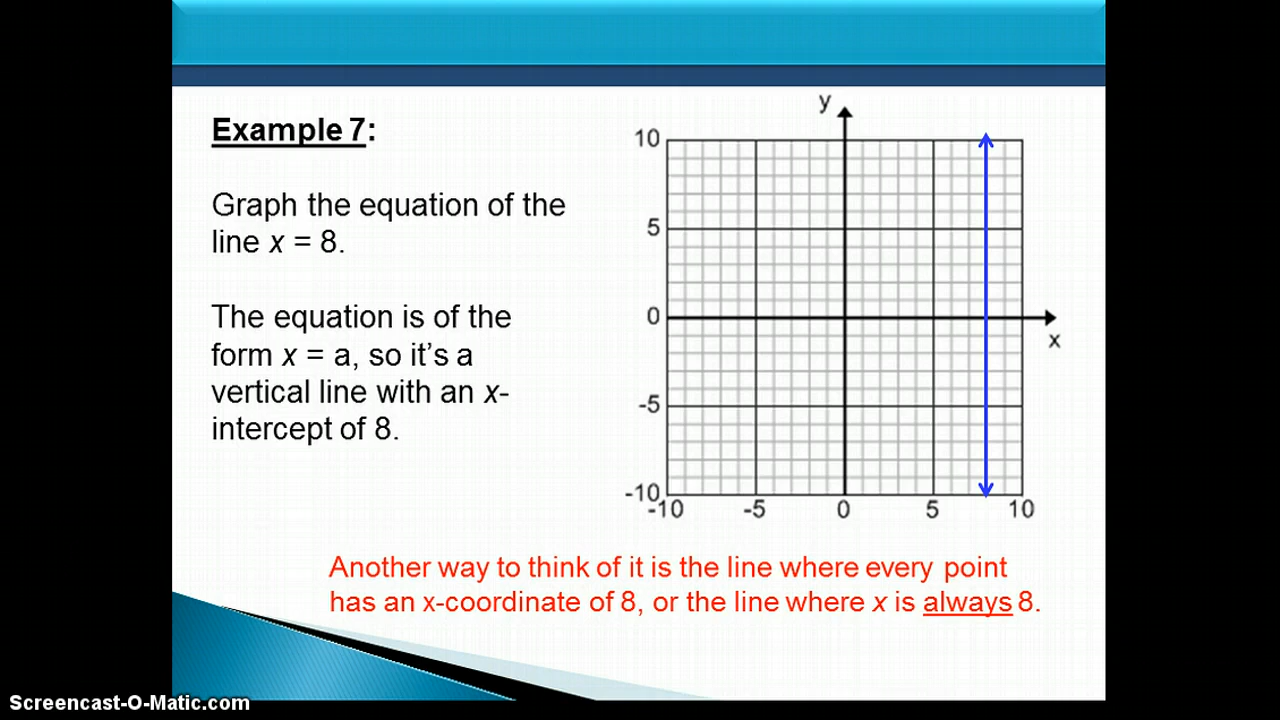 Example 7:
Graph the equation of the
line x = 8.
The equation is of the
form x = a, so it's a
vertical line with an x-
intercept of 8.
y
10
5
0
x
-5
-10
-10 -5 0 5 10
Another way to think of it is the line where every point
has an x-coordinate of 8, or the line where x is always 8.
Screencast-O-Matic.com